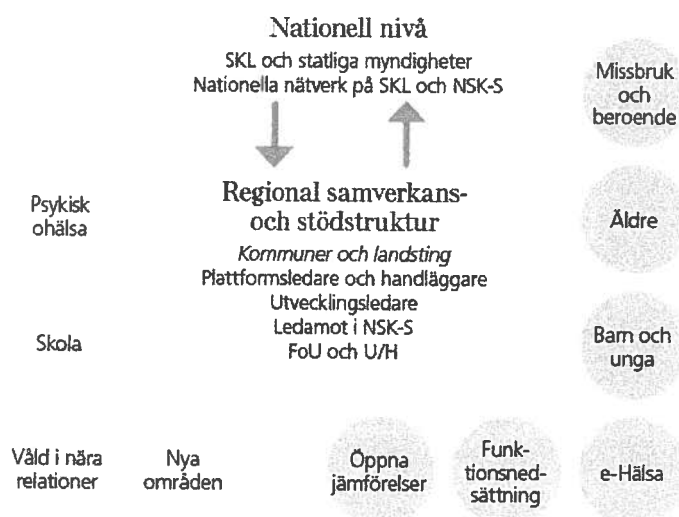 Nationell nivå
SKL och statliga myndigheter
Nationella nätverk på SKL och NSK-S
Missbruk
och
beroende
Regional samverkans-
och stödstruktur
Kommuner och landsting
Plattformsledare och handläggare
Utvecklingsledare
Ledamot i NSK-S
FoU och U/H
Psykisk
ohälsa
Äldre
Skola
Barn och
unga
Våld i nära
relationer
Nya
områden
Öppna
jämförelser
Funk-
tionsned-
sättning
e-Hälsa